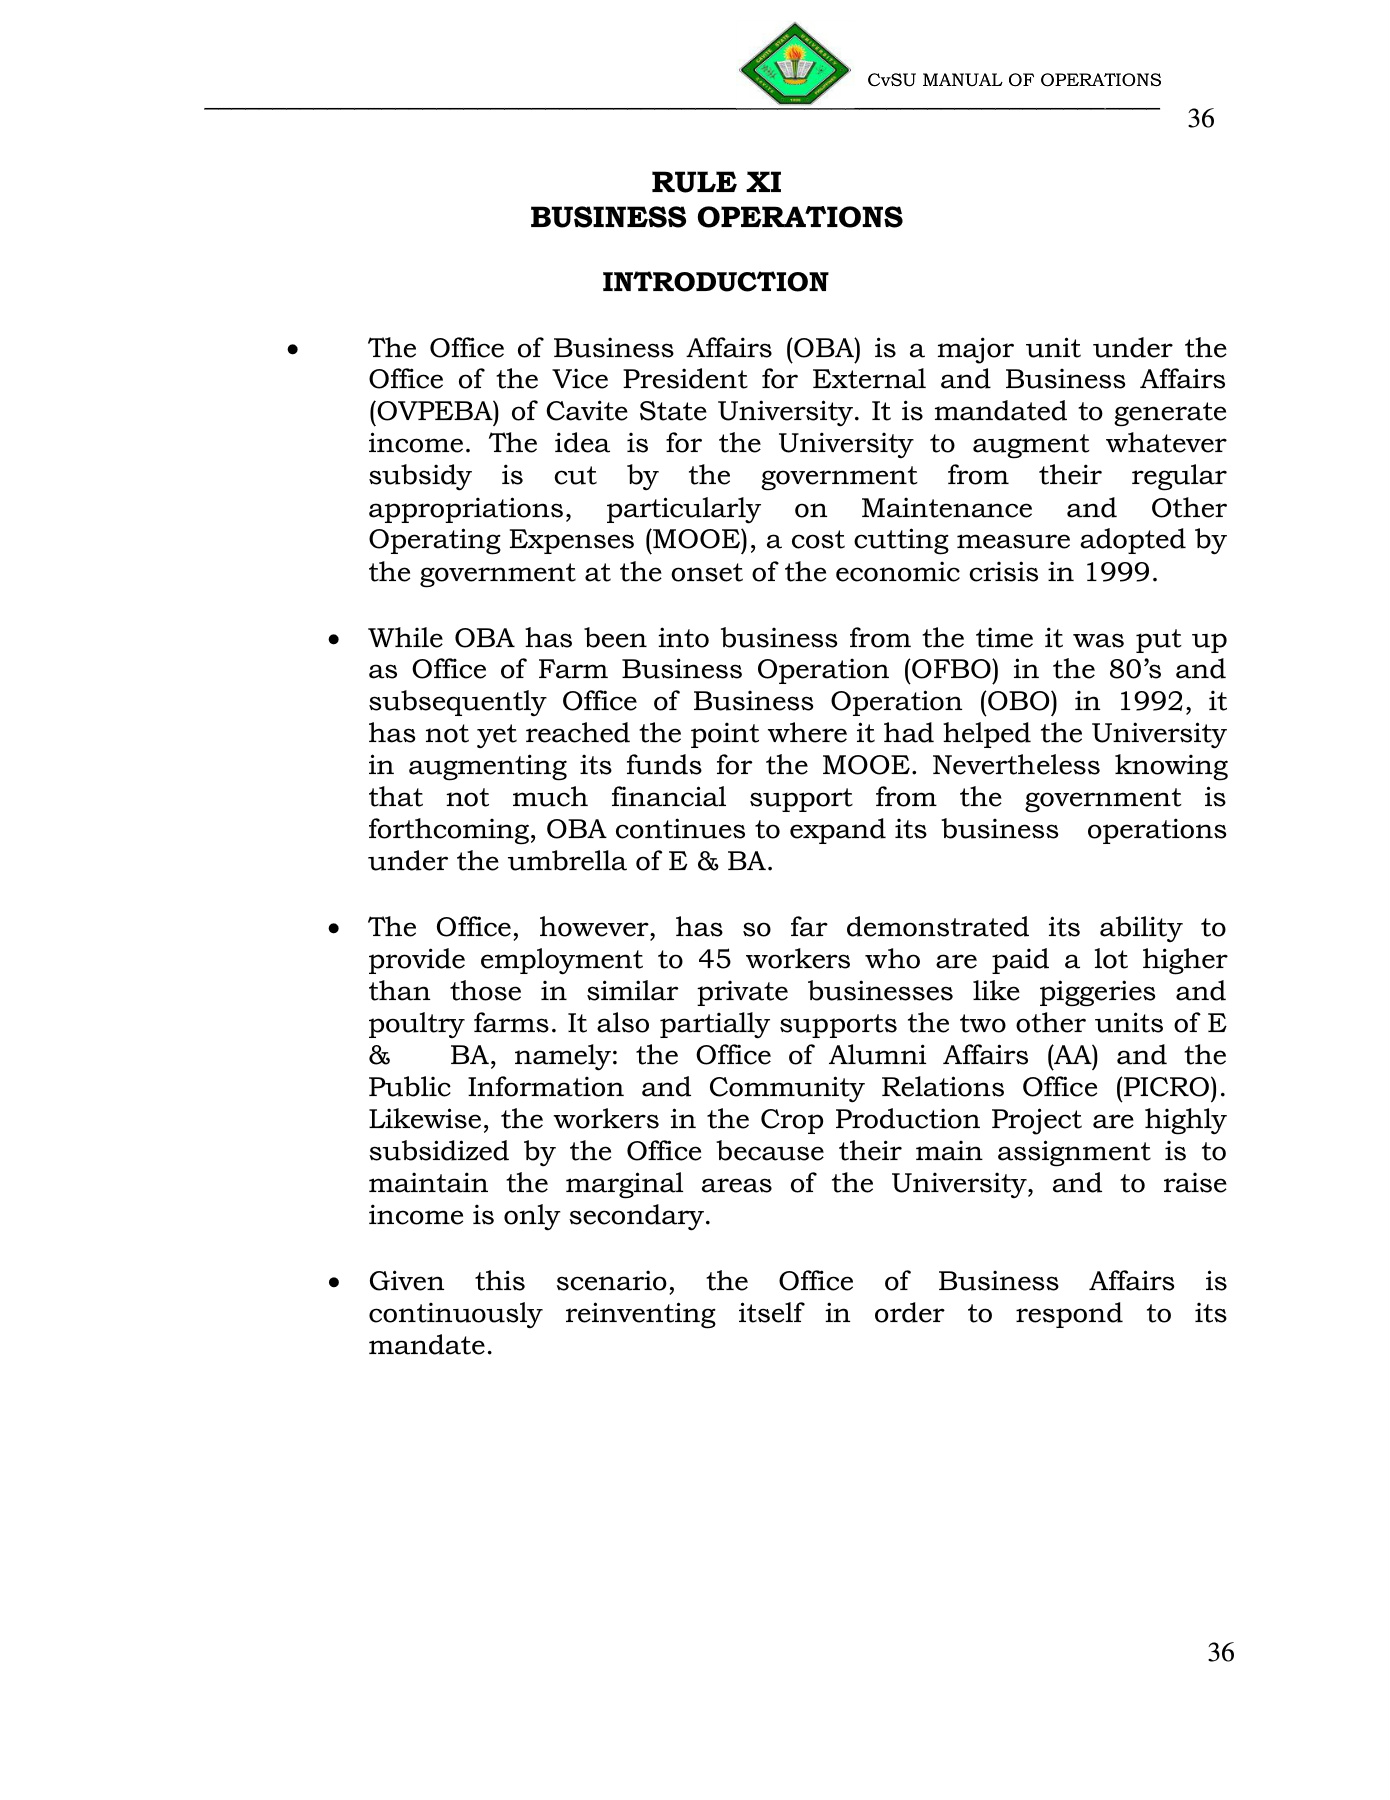 CvSU MANUAL OF OPERATIONS
36
RULE XI
BUSINESS OPERATIONS
INTRODUCTION
• The Office of Business Affairs (OBA) is a major unit under the
Office of the Vice President for External and Business Affairs
(OVPEBA) of Cavite State University. It is mandated to generate
income. The idea is for the University to augment whatever
subsidy is cut by the government from their regular
appropriations, particularly on Maintenance and Other
Operating Expenses (MOOE), a cost cutting measure adopted by
the government at the onset of the economic crisis in 1999.
• While OBA has been into business from the time it was put up
as Office of Farm Business Operation (OFBO) in the 80’s and
subsequently Office of Business Operation (OBO) in 1992, it
has not yet reached the point where it had helped the University
in augmenting its funds for the MOOE. Nevertheless knowing
that not much financial support from the government is
forthcoming, OBA continues to expand its business operations
under the umbrella of E & BA.
• The Office, however, has so far demonstrated its ability to
provide employment to 45 workers who are paid a lot higher
than those in similar private businesses like piggeries and
poultry farms. It also partially supports the two other units of E
& BA, namely: the Office of Alumni Affairs (AA) and the
Public Information and Community Relations Office (PICRO).
Likewise, the workers in the Crop Production Project are highly
subsidized by the Office because their main assignment is to
maintain the marginal areas of the University, and to raise
income is only secondary.
• Given this scenario, the Office of Business Affairs is
continuously reinventing itself in order to respond to its
mandate.
36